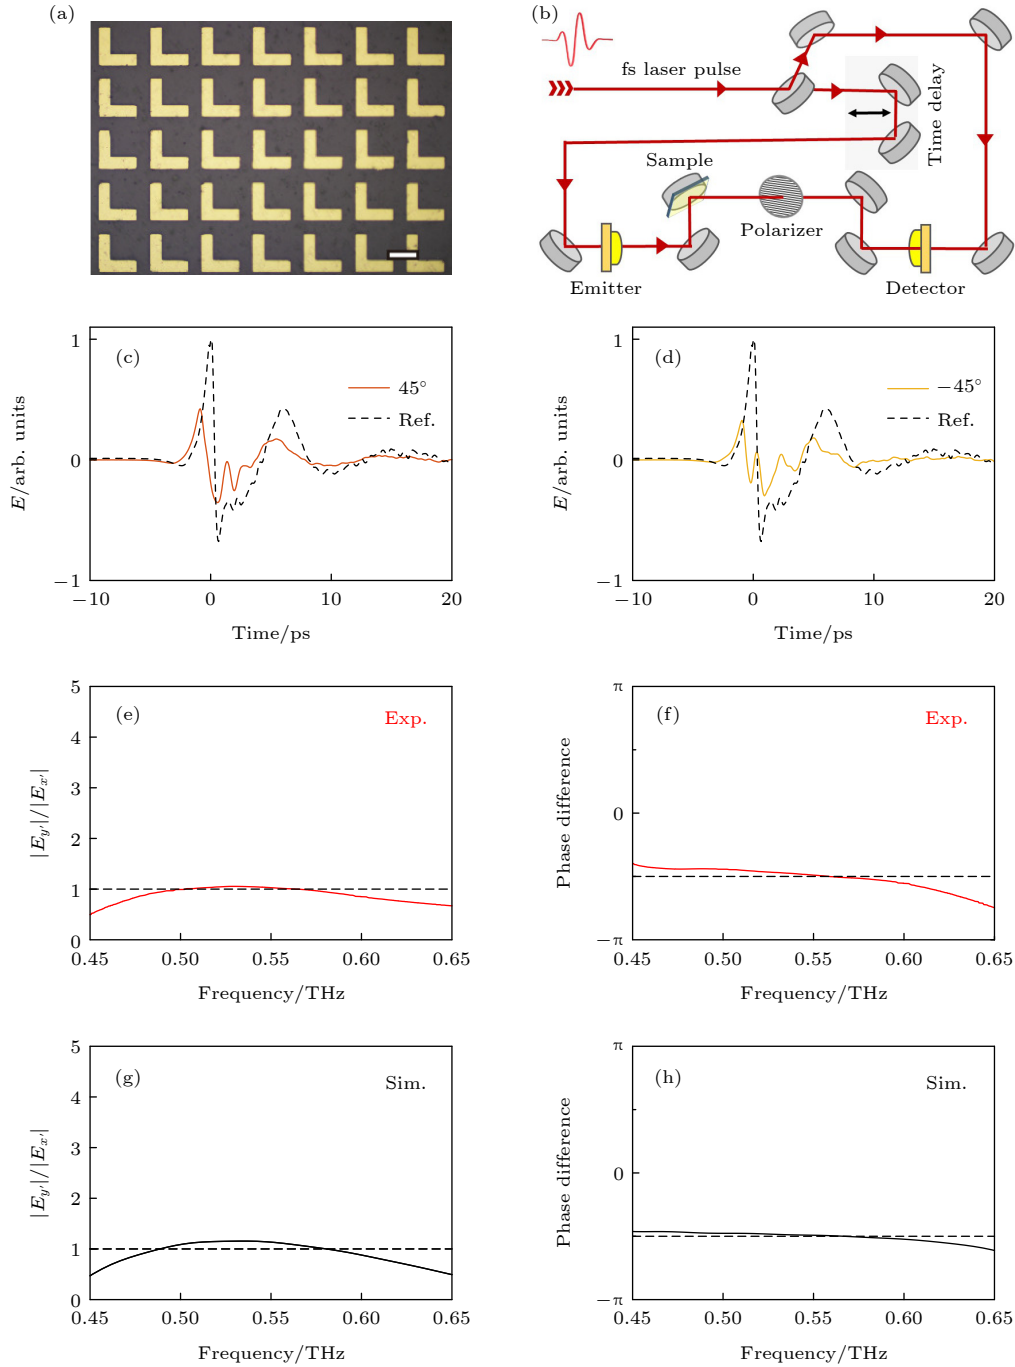 (a)
(b)
fs laser pulse
Time delay
Sample
Polarizer
Emitter
Detector
(c)
45°
Ref.
E/arb. units
1
0
−1
−10
0
10
20
Time/ps
(d)
−45°
Ref.
E/arb. units
1
0
−1
−10
0
10
20
Time/ps
(e)
Exp.
|E_{y′}|/|E_{x′}|
5
4
3
2
1
0
0.45
0.50
0.55
0.60
0.65
Frequency/THz
(f)
Exp.
Phase difference
π
0
−π
0.45
0.50
0.55
0.60
0.65
Frequency/THz
(g)
Sim.
|E_{y′}|/|E_{x′}|
5
4
3
2
1
0
0.45
0.50
0.55
0.60
0.65
Frequency/THz
(h)
Sim.
Phase difference
π
0
−π
0.45
0.50
0.55
0.60
0.65
Frequency/THz